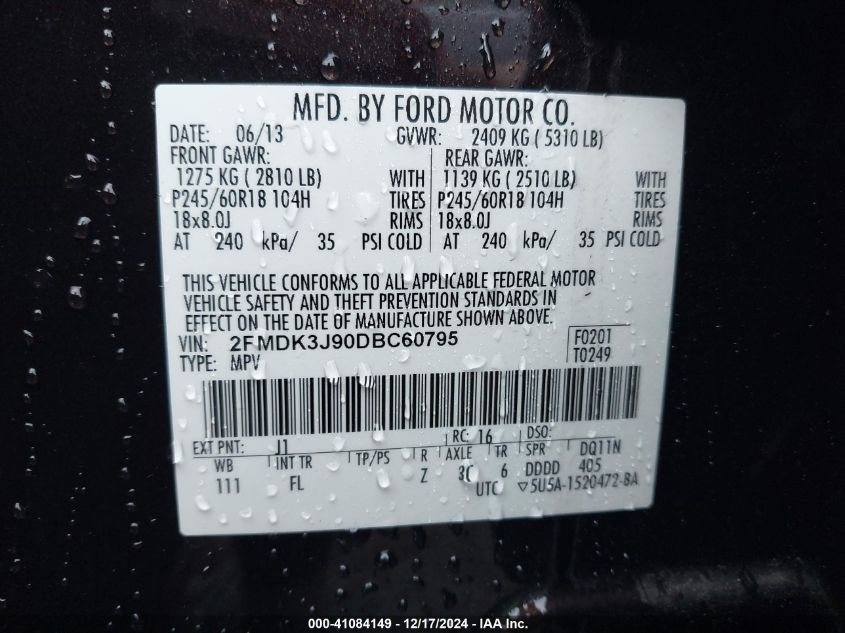 MFD. BY FORD MOTOR CO.
DATE: 06/13 GVWR: 2409 KG ( 5310 LB)
FRONT GAWR: REAR GAWR:
1275 KG ( 2810 LB) WITH 1139 KG ( 2510 LB) WITH
P245/60R18 104H TIRES P245/60R18 104H TIRES
18x8.0J RIMS 18x8.0J RIMS
AT 240 kPa/ 35 PSI COLD AT 240 kPa/ 35 PSI COLD
THIS VEHICLE CONFORMS TO ALL APPLICABLE FEDERAL MOTOR
VEHICLE SAFETY AND THEFT PREVENTION STANDARDS IN
EFFECT ON THE DATE OF MANUFACTURE SHOWN ABOVE.
VIN: 2FMDK3J90DBC60795 F0201
TYPE: MPV T0249
EXT PNT: J1 RC: 16 DSO:
WB INT TR TP/PS R AXLE TR SPR DQ11N
111 FL Z 3C 6 DDDD 405
UTC ▽5U5A-1520472-BA
000-41084149 - 12/17/2024 - IAA Inc.